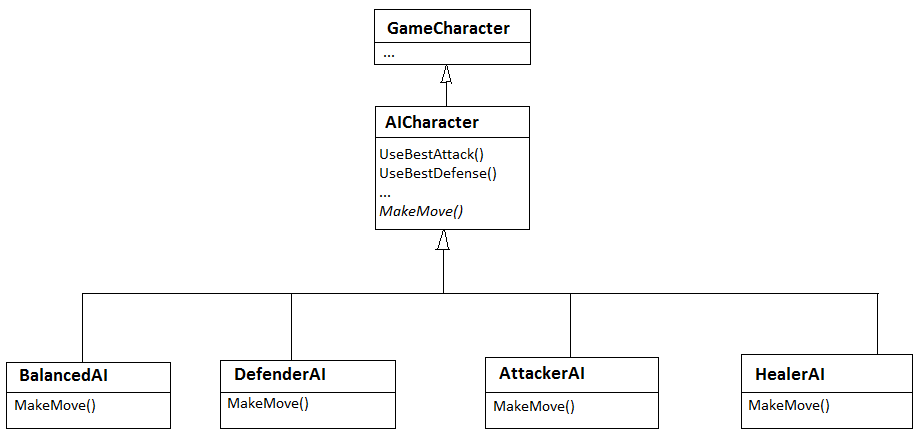 GameCharacter
...
AICharacter
UseBestAttack()
UseBestDefense()
...
MakeMove()
BalancedAI
MakeMove()
DefenderAI
MakeMove()
AttackerAI
MakeMove()
HealerAI
MakeMove()